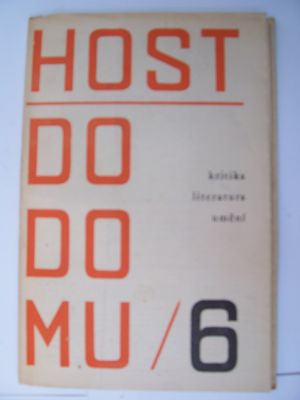 HOST
DO
kritika
literatura
umění
DO
MU/6